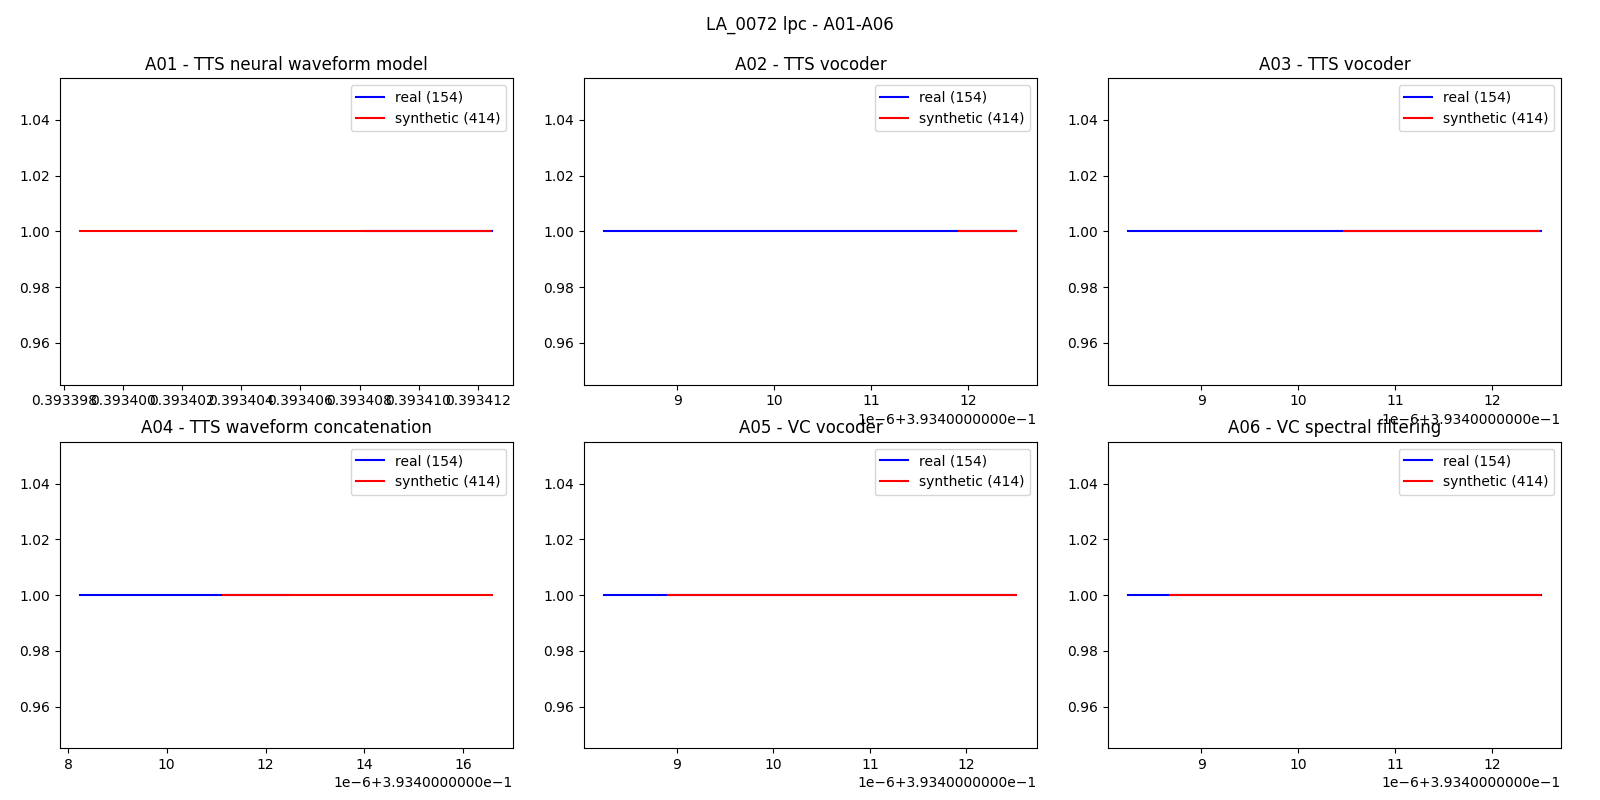 LA_0072 lpc - A01-A06
A01 - TTS neural waveform model
real (154)
synthetic (414)
1.04
1.02
1.00
0.98
0.96
0.393398 0.393400 0.393402 0.393404 0.393406 0.393408 0.393410 0.393412
A02 - TTS vocoder
real (154)
synthetic (414)
1.04
1.02
1.00
0.98
0.96
9 10 11 12
1e−6+3.9340000000e−1
A03 - TTS vocoder
real (154)
synthetic (414)
1.04
1.02
1.00
0.98
0.96
9 10 11 12
1e−6+3.9340000000e−1
A04 - TTS waveform concatenation
real (154)
synthetic (414)
1.04
1.02
1.00
0.98
0.96
8 10 12 14 16
1e−6+3.9340000000e−1
A05 - VC vocoder
real (154)
synthetic (414)
1.04
1.02
1.00
0.98
0.96
9 10 11 12
1e−6+3.9340000000e−1
A06 - VC spectral filtering
real (154)
synthetic (414)
1.04
1.02
1.00
0.98
0.96
9 10 11 12
1e−6+3.9340000000e−1